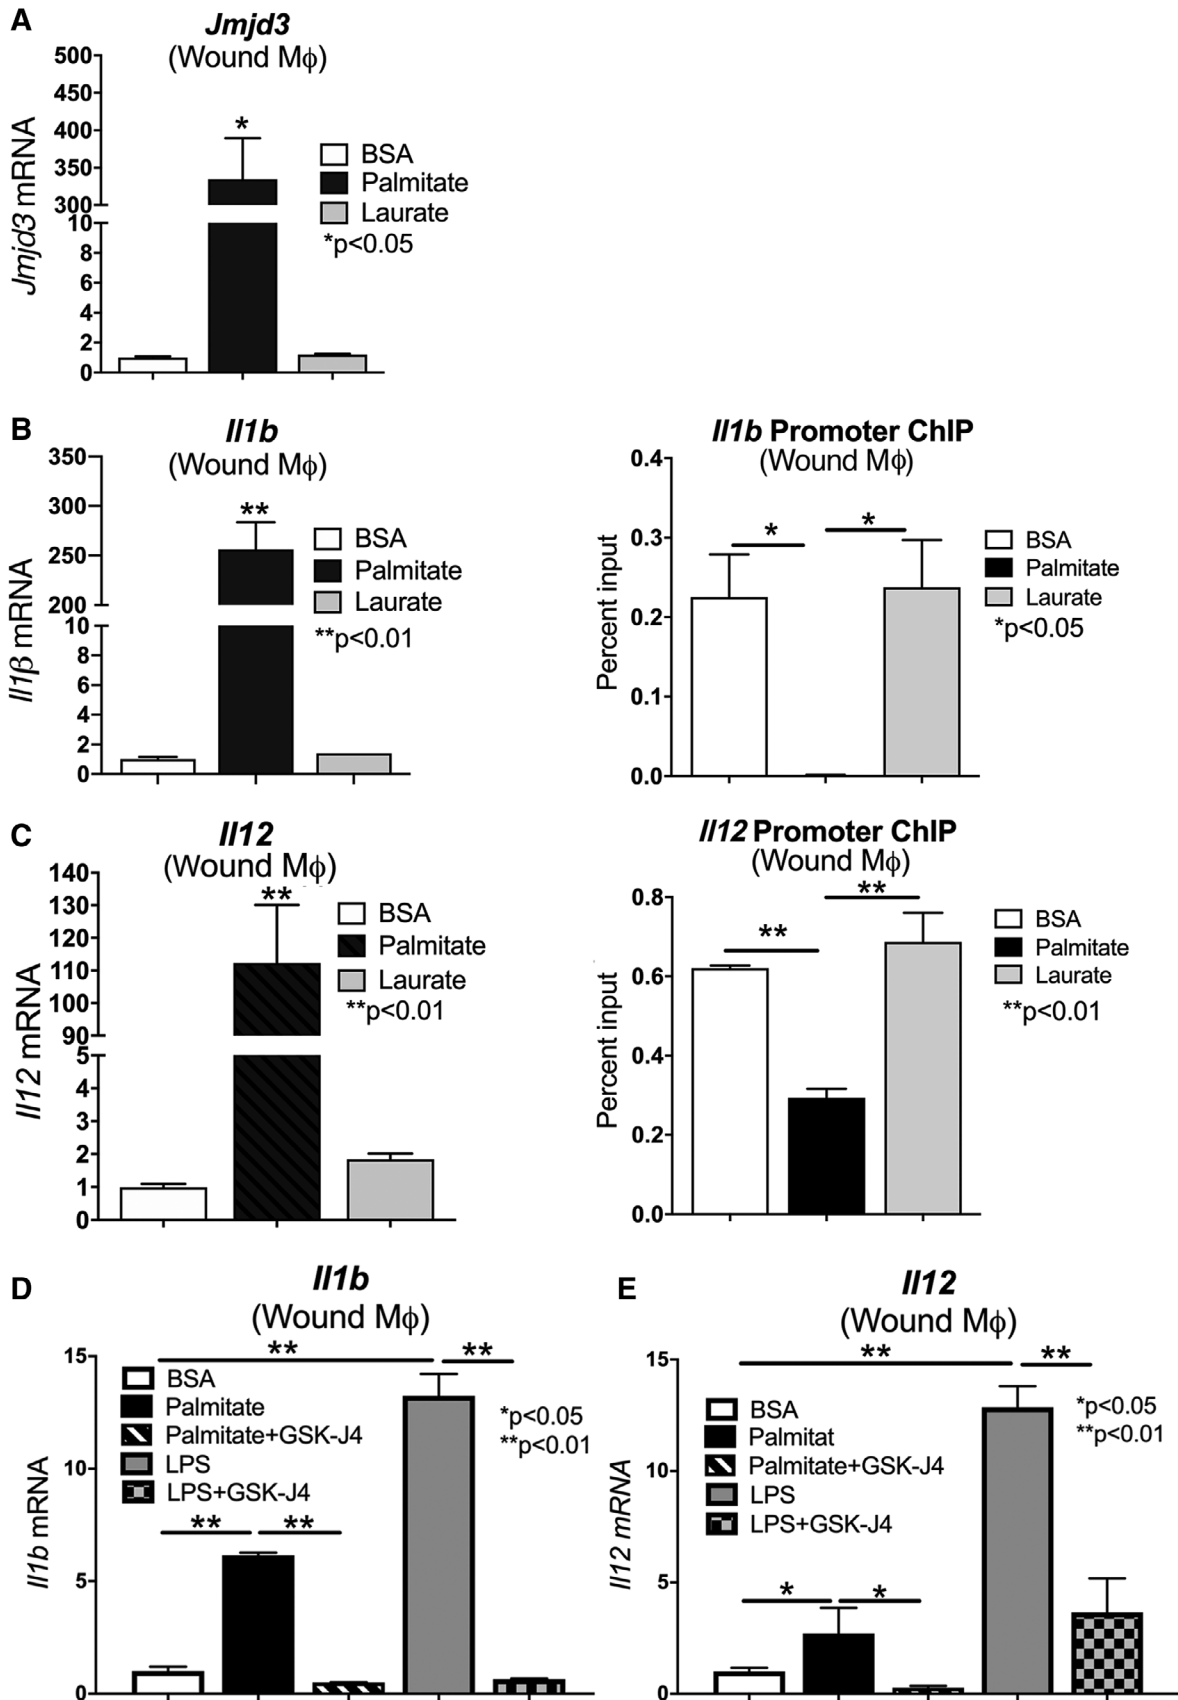 A
Jmjd3
(Wound Mϕ)
Jmjd3 mRNA
500
450
400
350
300
10
8
6
4
2
0
*
BSA
Palmitate
Laurate
*p<0.05
B
Il1b
(Wound Mϕ)
Il1β mRNA
350
300
250
200
10
8
6
4
2
0
**
BSA
Palmitate
Laurate
**p<0.01
Il1b Promoter ChIP
(Wound Mϕ)
Percent input
0.4
0.3
0.2
0.1
0.0
*
*
BSA
Palmitate
Laurate
*p<0.05
C
Il12
(Wound Mϕ)
Il12 mRNA
140
130
120
110
100
90
5
4
3
2
1
0
**
BSA
Palmitate
Laurate
**p<0.01
Il12 Promoter ChIP
(Wound Mϕ)
Percent input
0.8
0.6
0.4
0.2
0.0
**
**
BSA
Palmitate
Laurate
**p<0.01
D
Il1b
(Wound Mϕ)
Il1b mRNA
15
10
5
0
**
**
BSA
Palmitate
Palmitate+GSK-J4
LPS
LPS+GSK-J4
*p<0.05
**p<0.01
**
**
E
Il12
(Wound Mϕ)
Il12 mRNA
15
10
5
0
**
**
BSA
Palmitat
Palmitate+GSK-J4
LPS
LPS+GSK-J4
*p<0.05
**p<0.01
*
*